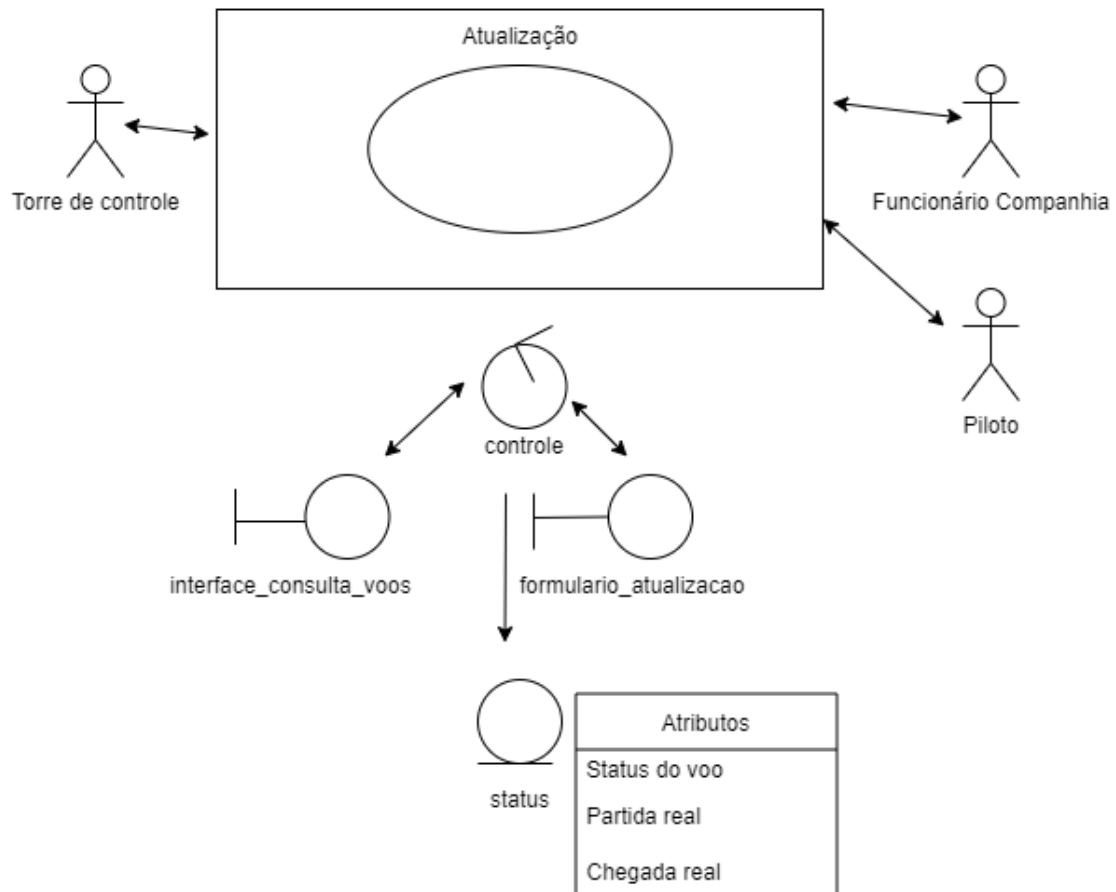 Atualização
Torre de controle
Funcionário Companhia
Piloto
controle
interface_consulta_voos
formulario_atualizacao
status
Atributos
Status do voo
Partida real
Chegada real